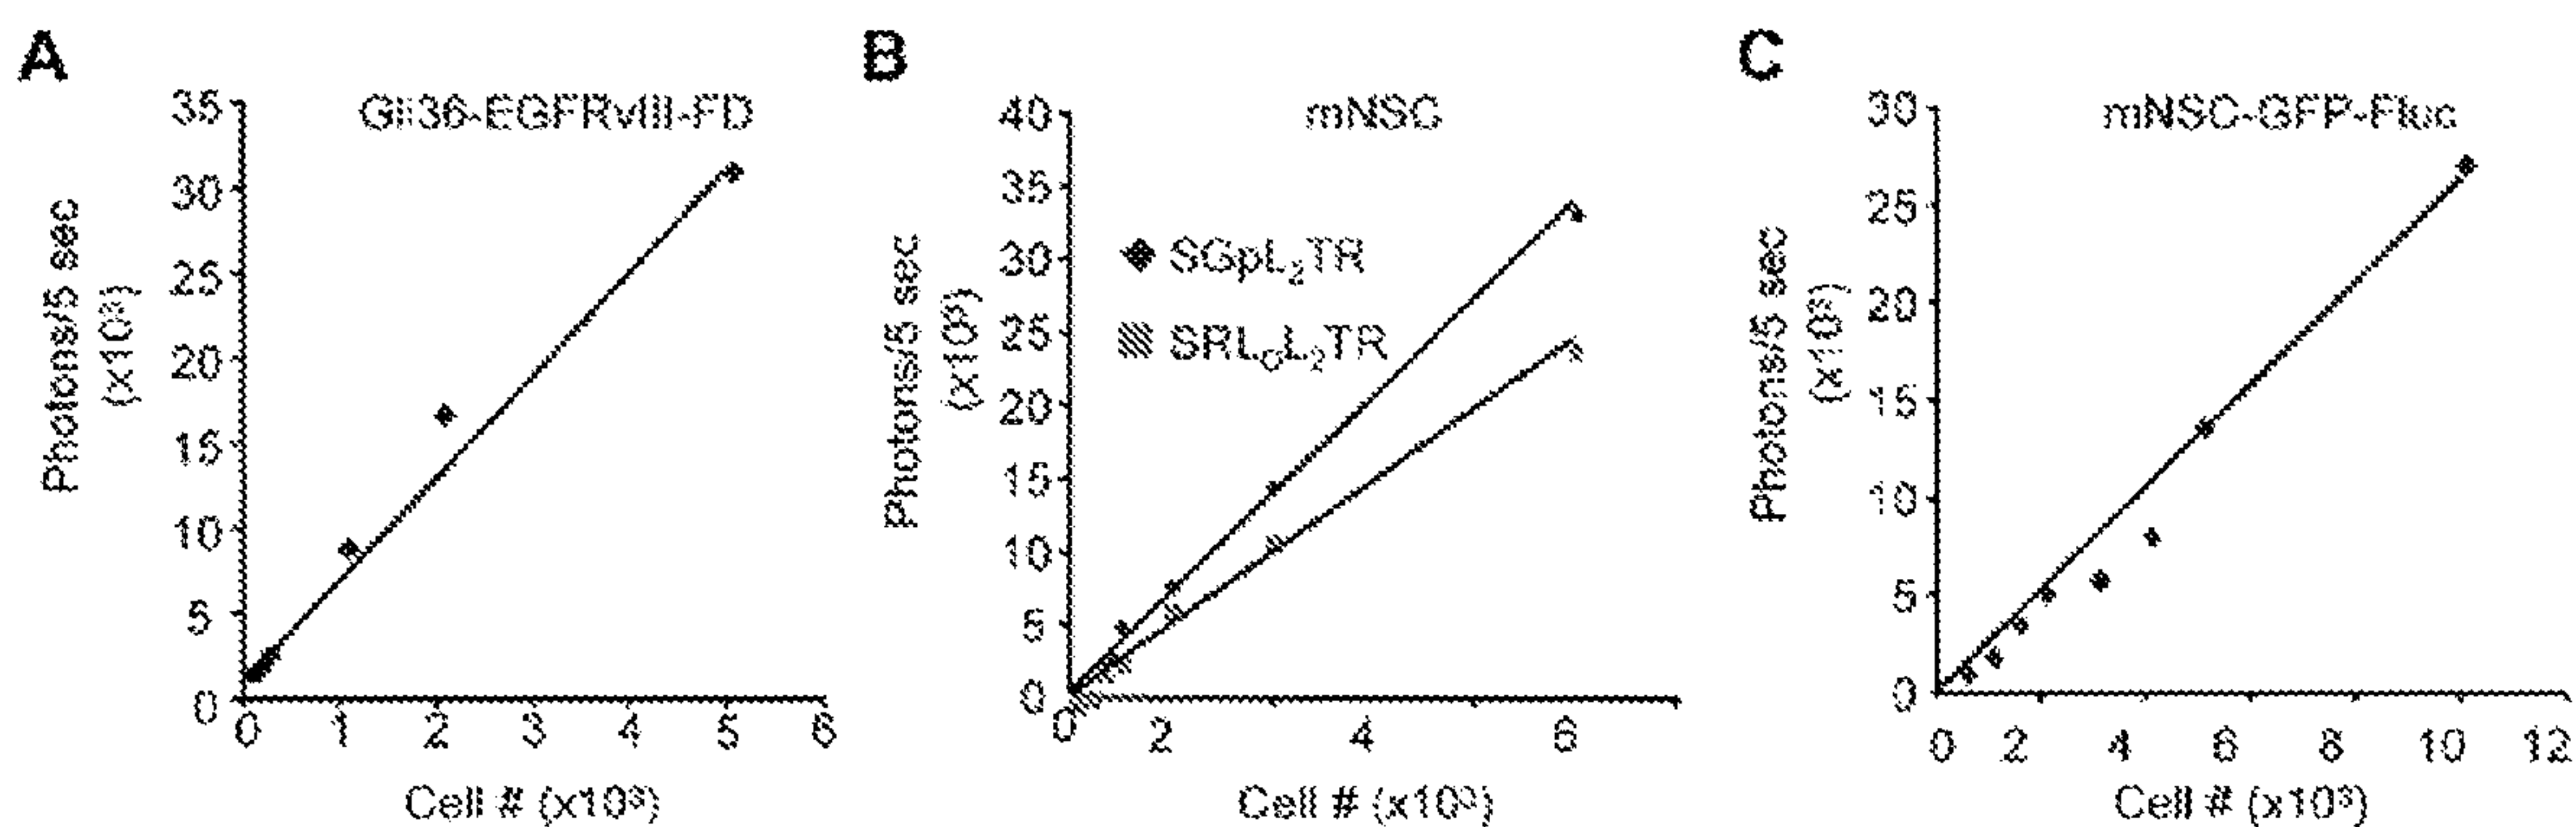 A
Gli36-EGFRvIII-FD
Photons/5 sec
(x10³)
35
30
25
20
15
10
5
0
0 1 2 3 4 5 6
Cell # (x10³)
B
mNSC
Photons/5 sec
40
35
30
25
20
15
10
5
0
SGpL₂TR
SRLOL₂TR
0 2 4 6
Cell # (x10³)
C
mNSC-GFP-Fluc
Photons/5 sec
30
25
20
15
10
5
0
0 2 4 6 8 10 12
Cell # (x10³)